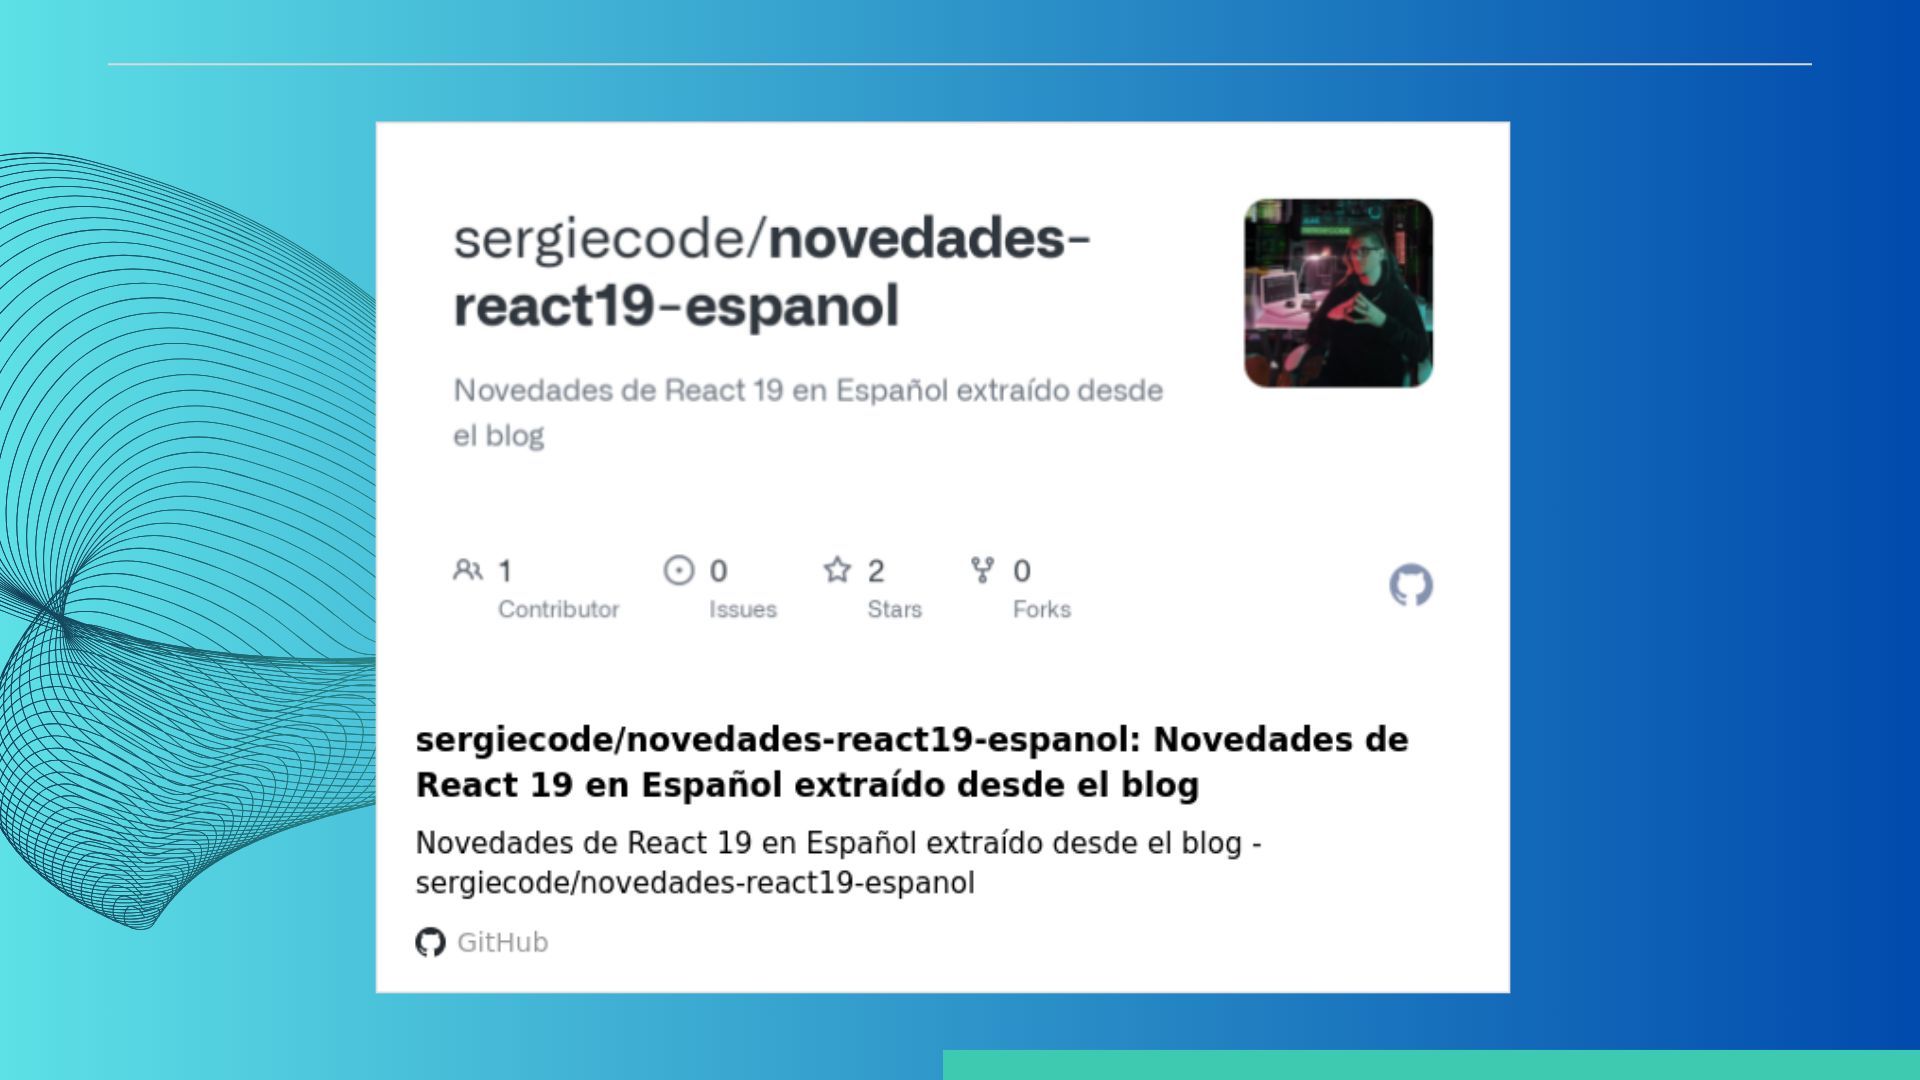 sergiecode/novedades-
react19-espanol
Novedades de React 19 en Español extraído desde
el blog
1 0 2 0
Contributor Issues Stars Forks
sergiecode/novedades-react19-espanol: Novedades de
React 19 en Español extraído desde el blog
Novedades de React 19 en Español extraído desde el blog -
sergiecode/novedades-react19-espanol
GitHub